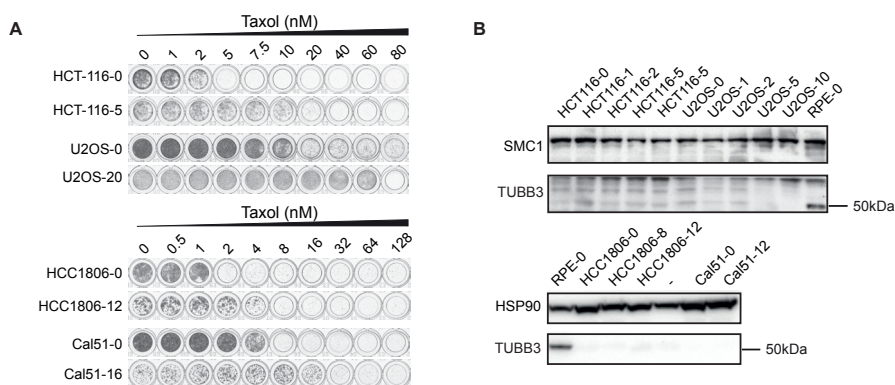 A
Taxol (nM)
0 1 2 5 7.5 10 20 40 60 80
HCT-116-0
HCT-116-5
U2OS-0
U2OS-20
Taxol (nM)
0 0.5 1 2 4 8 16 32 64 128
HCC1806-0
HCC1806-12
Cal51-0
Cal51-16
B
HCT116-0 HCT116-1 HCT116-2 HCT116-5 HCT116-5 U2OS-0 U2OS-1 U2OS-2 U2OS-5 U2OS-10 RPE-0
SMC1
TUBB3
50kDa
RPE-0 HCC1806-0 HCC1806-8 HCC1806-12 - Cal51-0 Cal51-12
HSP90
TUBB3
50kDa